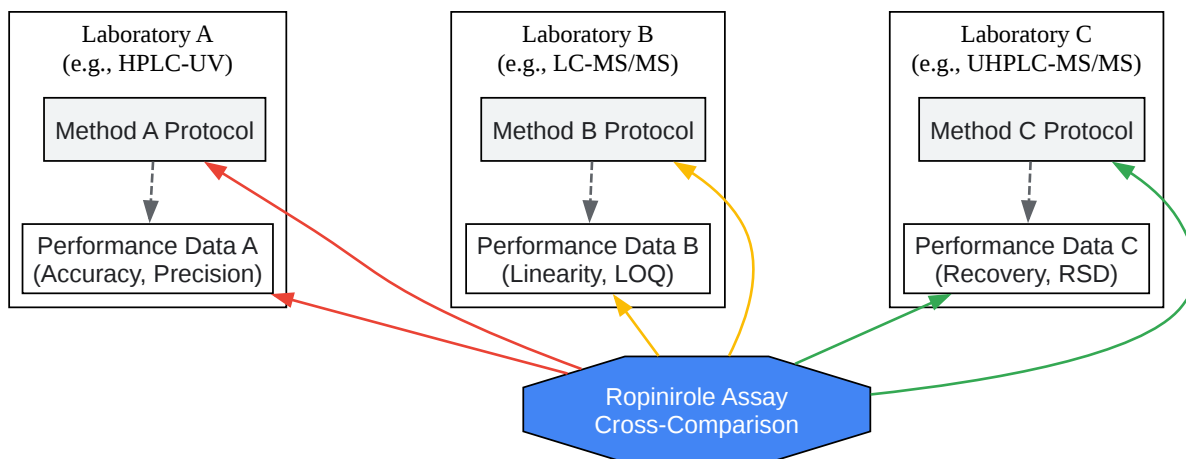 Laboratory A
(e.g., HPLC-UV)
Method A Protocol
Performance Data A
(Accuracy, Precision)
Laboratory B
(e.g., LC-MS/MS)
Method B Protocol
Performance Data B
(Linearity, LOQ)
Laboratory C
(e.g., UHPLC-MS/MS)
Method C Protocol
Performance Data C
(Recovery, RSD)
Ropinirole Assay
Cross-Comparison